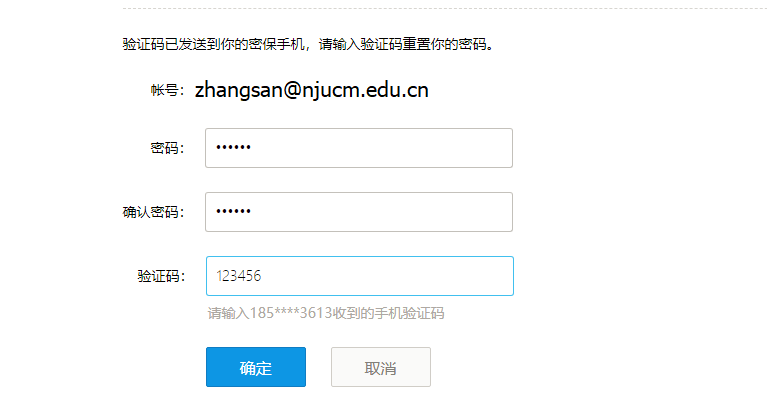 验证码已发送到你的密保手机，请输入验证码重置你的密码。
帐号：zhangsan@njucm.edu.cn
密码：••••••
确认密码：••••••
验证码：123456
请输入185****3613收到的手机验证码
确定 取消